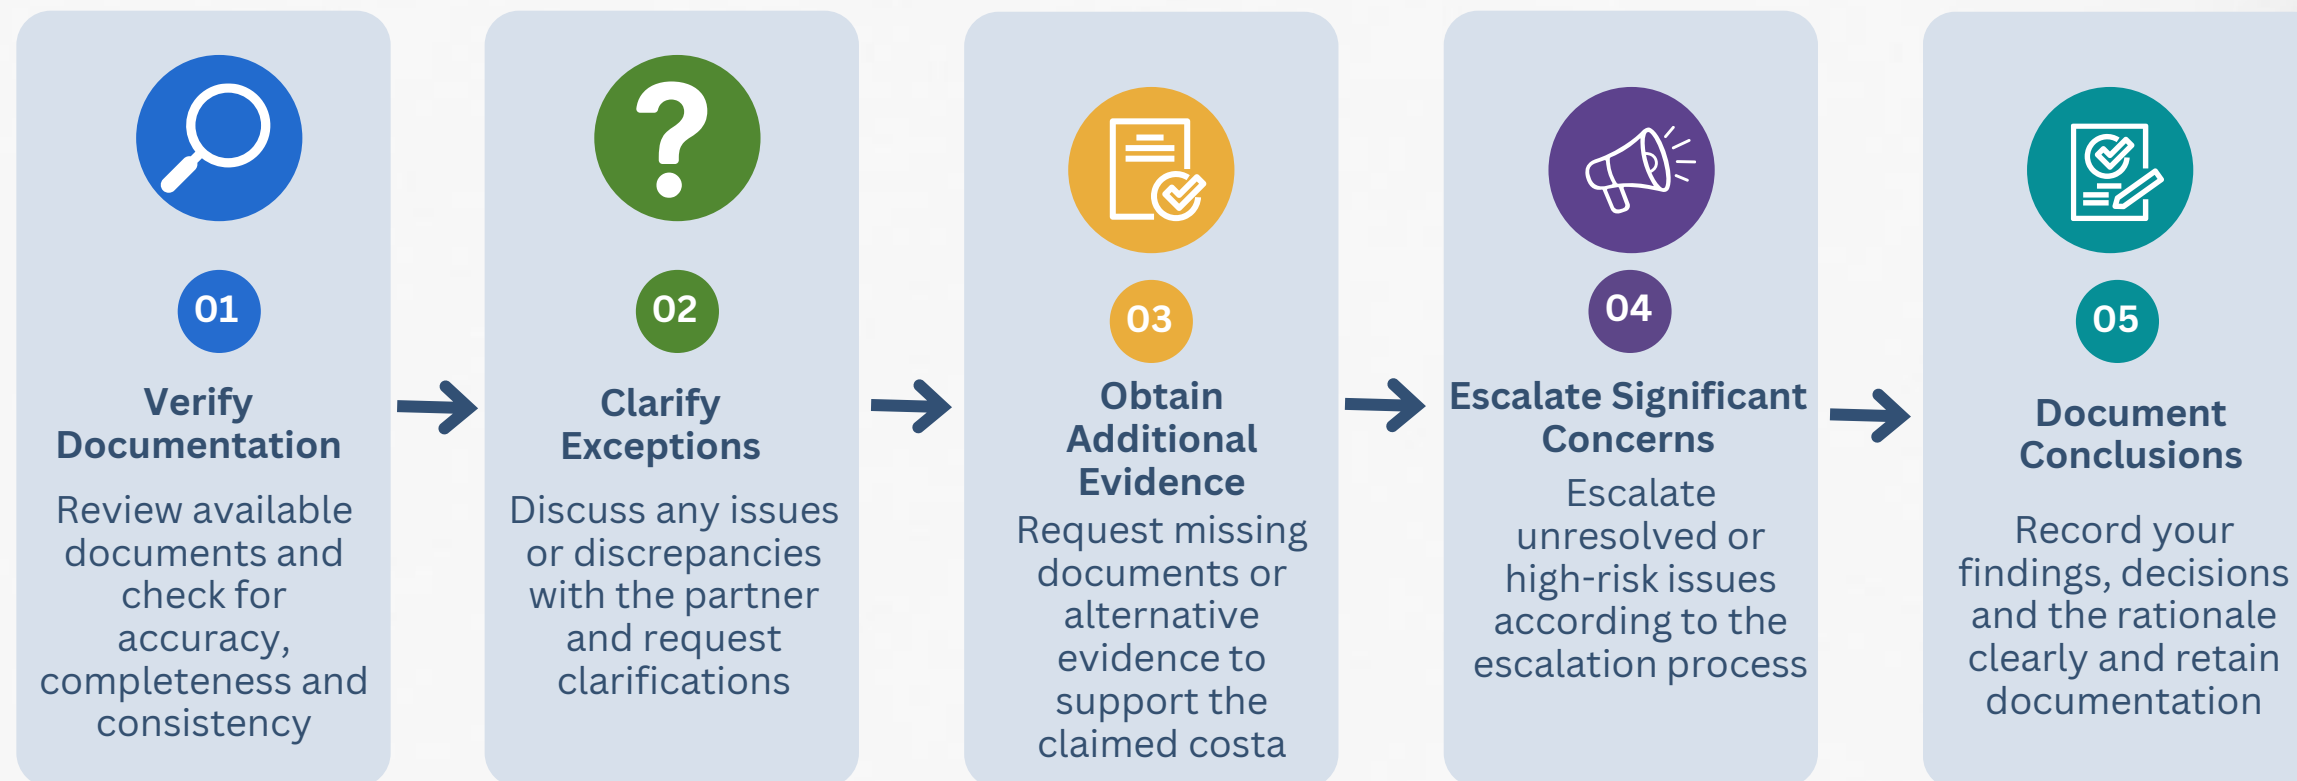 01
Verify
Documentation
Review available
documents and
check for
accuracy,
completeness and
consistency
02
Clarify
Exceptions
Discuss any issues
or discrepancies
with the partner
and request
clarifications
03
Obtain
Additional
Evidence
Request missing
documents or
alternative
evidence to
support the
claimed costa
04
Escalate Significant
Concerns
Escalate
unresolved or
high-risk issues
according to the
escalation process
05
Document
Conclusions
Record your
findings, decisions
and the rationale
clearly and retain
documentation